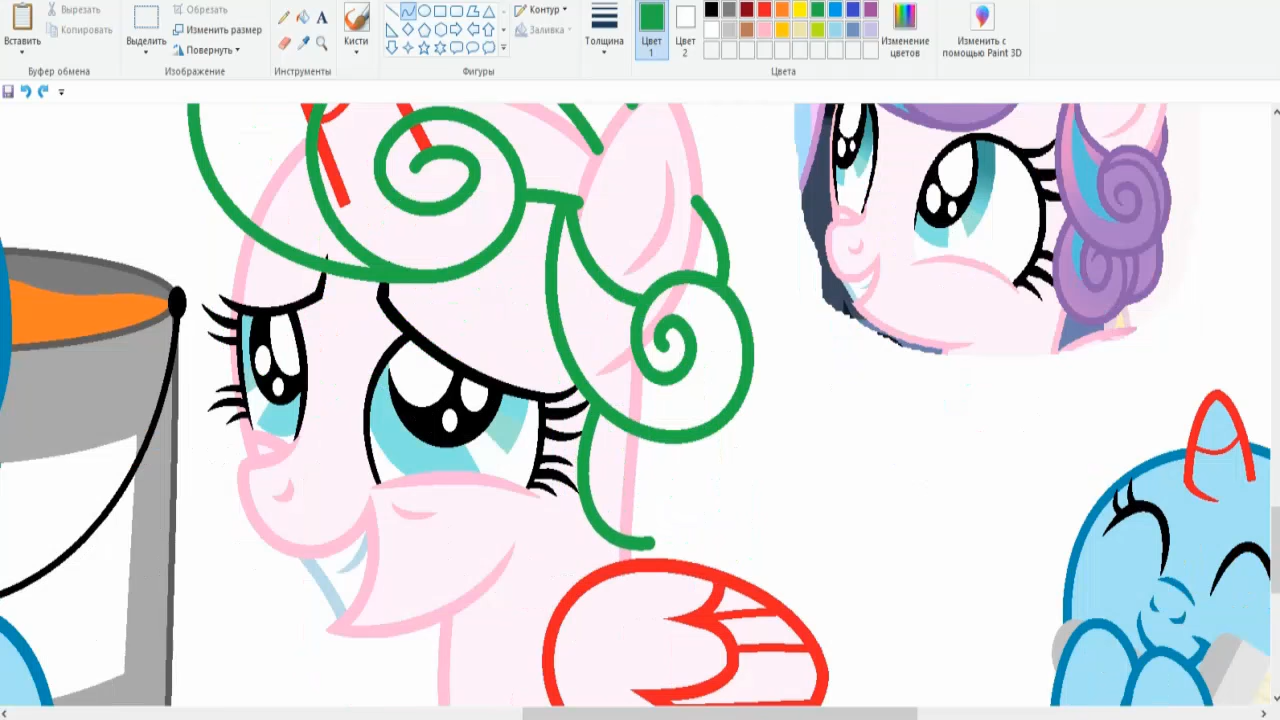 Вставить
Вырезать
Копировать
Буфер обмена
Выделить
Обрезать
Изменить размер
Повернуть
Изображение
A
Инструменты
Кисти
Фигуры
Контур
Заливка
Толщина
Цвет
1
Цвет
2
Цвета
Изменение
цветов
Изменить с
помощью Paint 3D